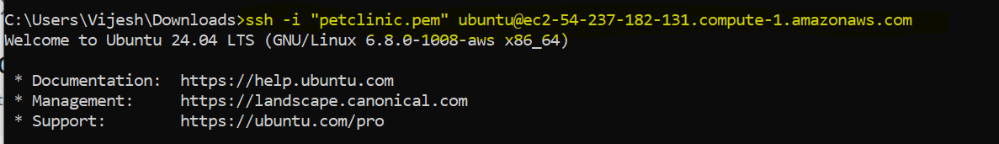 C:\Users\Vijesh\Downloads>ssh -i "petclinic.pem" ubuntu@ec2-54-237-182-131.compute-1.amazonaws.com
Welcome to Ubuntu 24.04 LTS (GNU/Linux 6.8.0-1008-aws x86_64)

 * Documentation:  https://help.ubuntu.com
 * Management:     https://landscape.canonical.com
 * Support:        https://ubuntu.com/pro